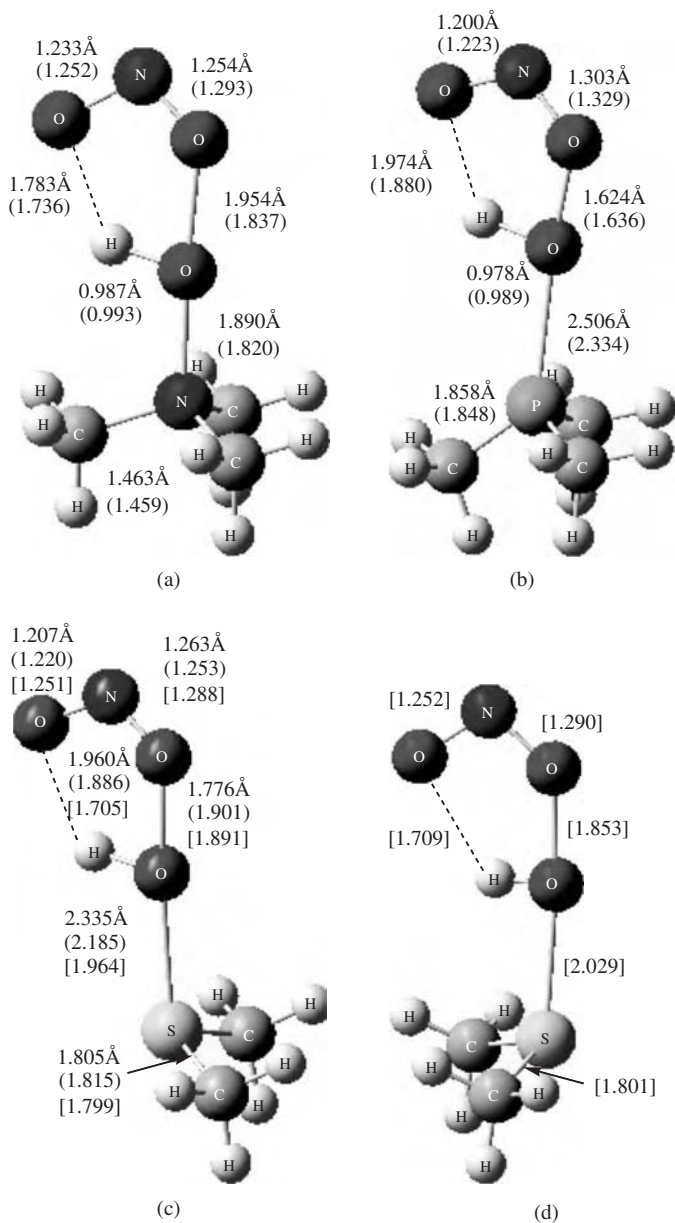 1.233Å
(1.252)
N
1.254Å
(1.293)
O
O
1.783Å
(1.736)
1.954Å
(1.837)
H
O
0.987Å
(0.993)
1.890Å
(1.820)
H
H
H
N
C
H
C
H
H
C
1.463Å
(1.459)
H
H
H
(a)
1.200Å
(1.223)
N
1.303Å
(1.329)
O
O
1.974Å
(1.880)
H
1.624Å
(1.636)
O
0.978Å
(0.989)
2.506Å
(2.334)
H
1.858Å
(1.848)
P
H
C
H
H
H
H
C
C
H
H
H
(b)
1.207Å
(1.220)
[1.251]
1.263Å
(1.253)
[1.288]
N
O
O
1.960Å
(1.886)
[1.705]
1.776Å
(1.901)
[1.891]
H
O
2.335Å
(2.185)
[1.964]
H
H
S
C
1.805Å
(1.815)
[1.799]
H
H
C
H
H
(c)
[1.252]
N
[1.290]
O
O
[1.709]
[1.853]
H
O
[2.029]
H
H
S
C
H
C
H
[1.801]
H
H
(d)